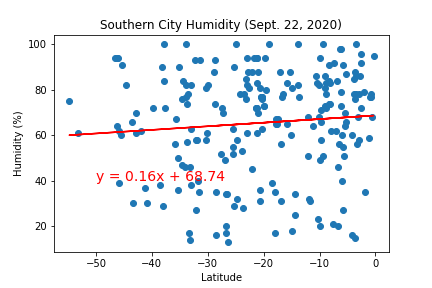 Southern City Humidity (Sept. 22, 2020)
100
80
60
40
20
Humidity (%)
y = 0.16x + 68.74
−50
−40
−30
−20
−10
0
Latitude